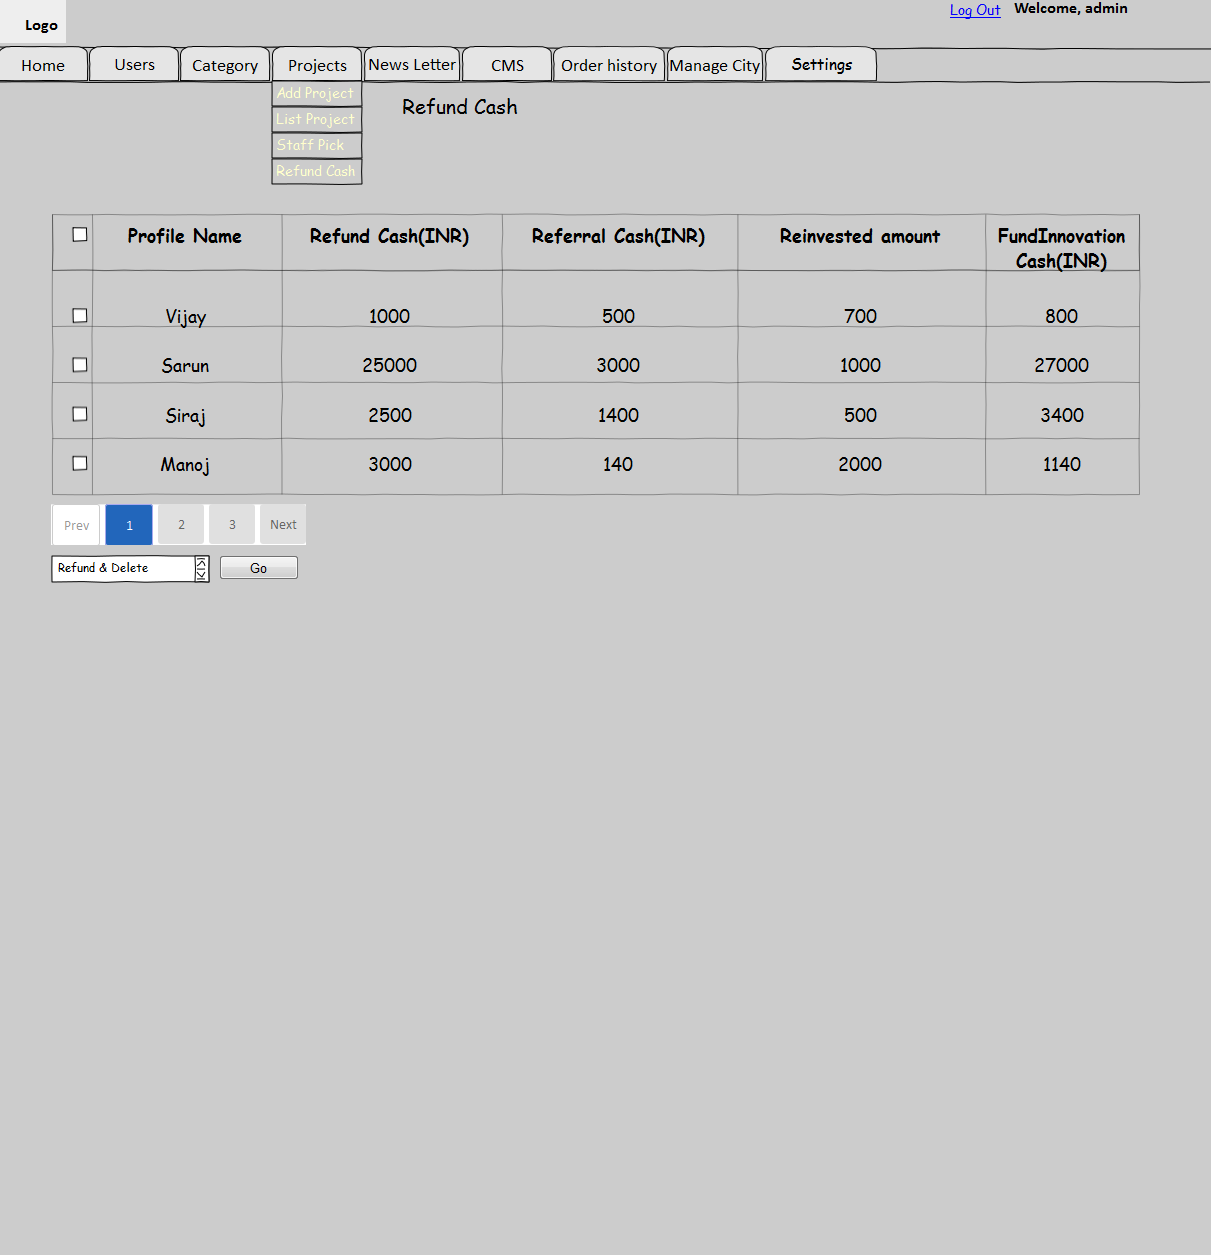 Log Out Welcome, admin
Logo
Home Users Category Projects News Letter CMS Order history Manage City Settings
Add Project
List Project
Staff Pick
Refund Cash
Refund Cash
Profile Name Refund Cash(INR) Referral Cash(INR) Reinvested amount FundInnovation
Cash(INR)
Vijay 1000 500 700 800
Sarun 25000 3000 1000 27000
Siraj 2500 1400 500 3400
Manoj 3000 140 2000 1140
Prev 1 2 3 Next
Refund & Delete Go